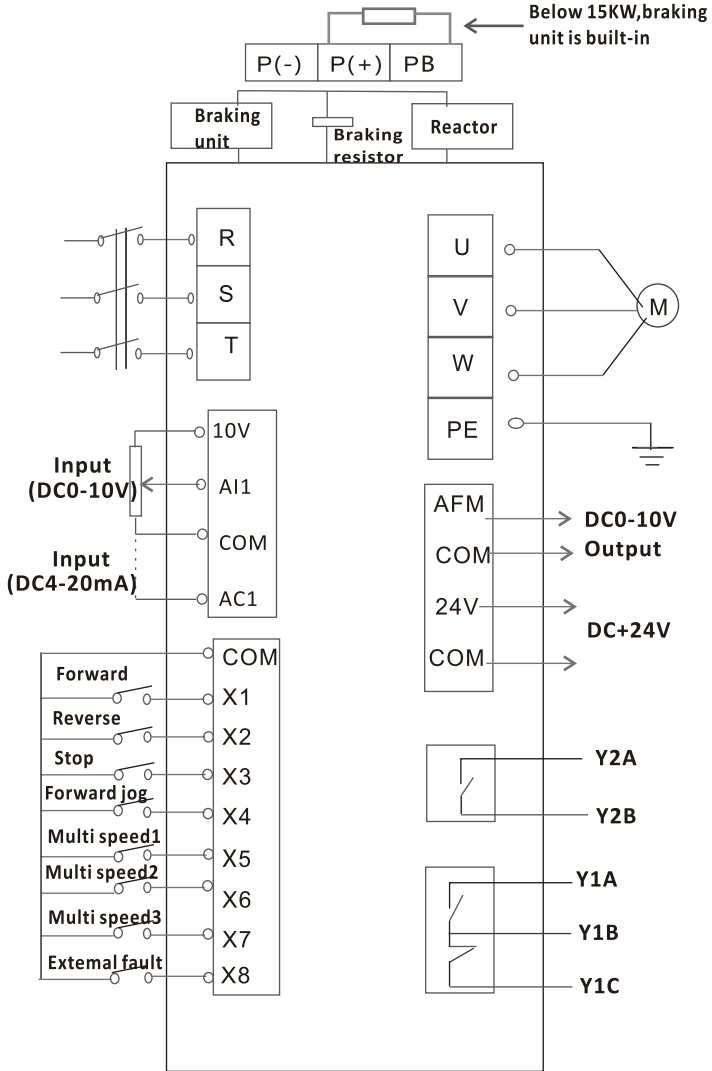 Below 15KW,braking
unit is built-in
P(-) P(+) PB
Braking
unit
Braking
resistor
Reactor
R
S
T
U
V
W
PE
M
10V
AI1
COM
AC1
Input
(DC0-10V)
Input
(DC4-20mA)
AFM
COM
24V
COM
DC0-10V
Output
DC+24V
COM
Forward
X1
Reverse
X2
Stop
X3
Forward jog
X4
Multi speed1
X5
Multi speed2
X6
Multi speed3
X7
Extemal fault
X8
Y2A
Y2B
Y1A
Y1B
Y1C